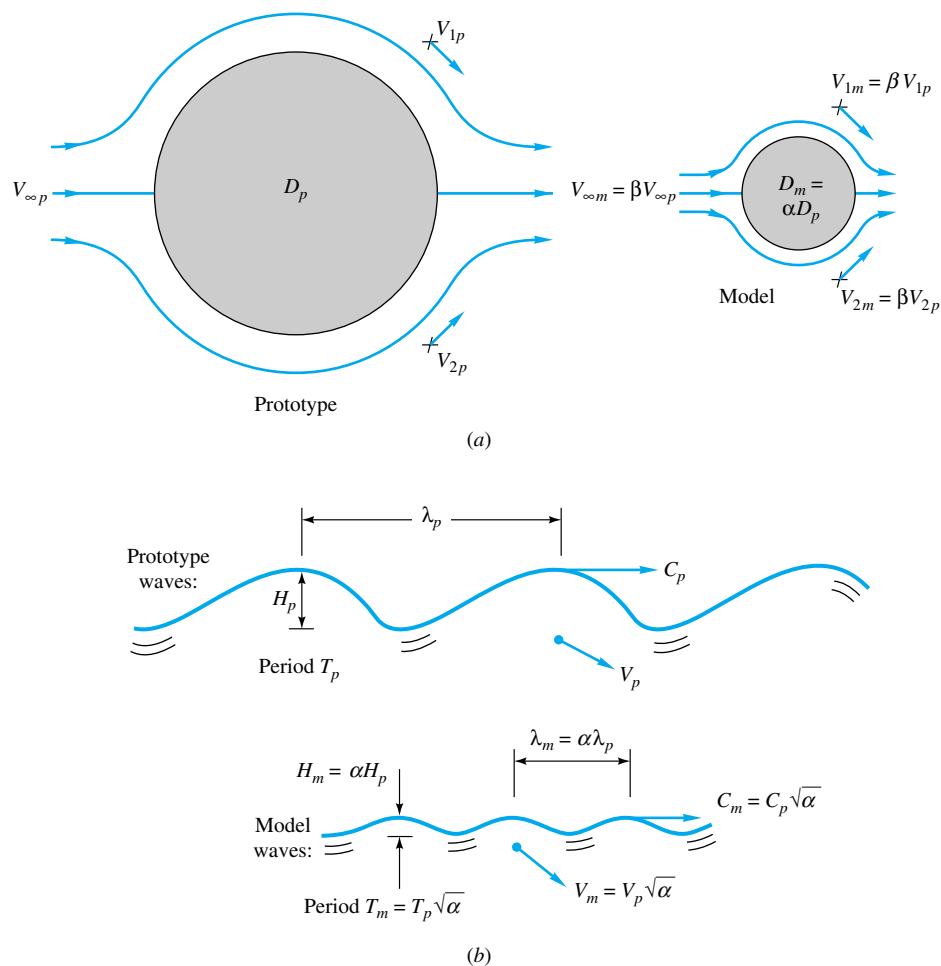 V₁ₚ
V₁ₘ = βV₁ₚ
V∞ₚ
Dₚ
V∞ₘ = βV∞ₚ
Dₘ =
αDₚ
V₂ₚ
Model
V₂ₘ = βV₂ₚ
Prototype
(a)
λₚ
Prototype
waves:
Cₚ
Hₚ
Period Tₚ
Vₚ
λₘ = αλₚ
Hₘ = αHₚ
Cₘ = Cₚ√α
Model
waves:
Vₘ = Vₚ√α
Period Tₘ = Tₚ√α
(b)